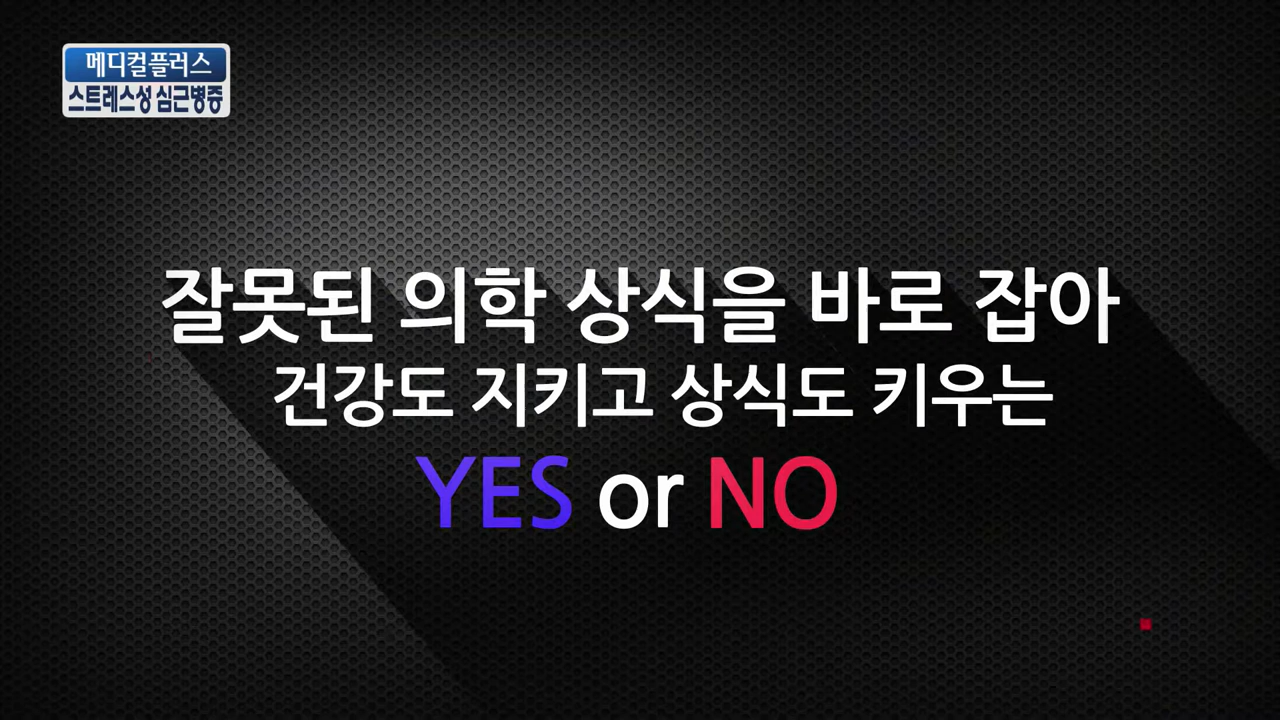 메디컬플러스
스트레스성 심근병증
잘못된 의학 상식을 바로 잡아
건강도 지키고 상식도 키우는
YES or NO